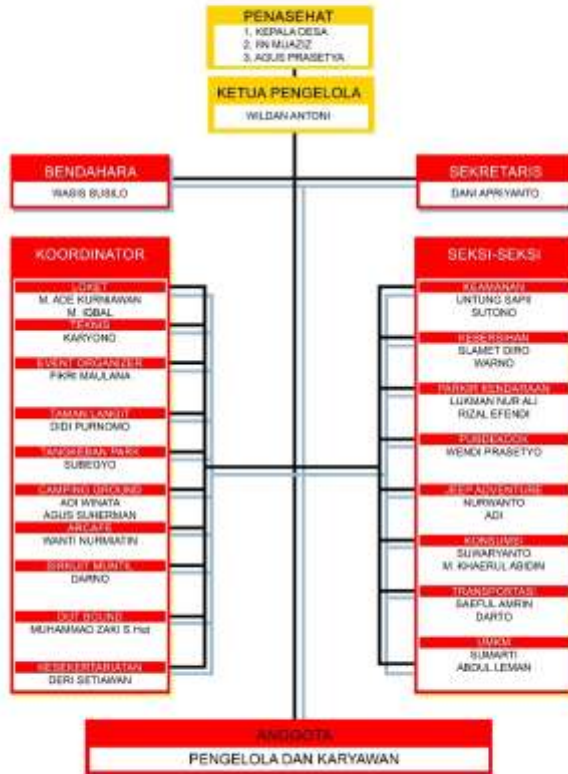 PENASEHAT
1. KEPALA DESA
2. IIN MUAZIZ
3. AGUS PRASETYA
KETUA PENGELOLA
WILDAN ANTONI
BENDAHARA
WASIS SUSILO
SEKRETARIS
DANI APRIYANTO
KOORDINATOR
LOKET
M. ADE KURNIAWAN
M. IQBAL
TEKNIS
KARYONO
EVENT ORGANIZER
FIKRI MAULANA
TAMAN LANGIT
DIDI PURNOMO
TANGKEBAN PARK
SUBEGYO
CAMPING GROUND
ADI WINATA
AGUS SUHERMAN
ARCAFE
WANTI NURMIATIN
SIRKUIT MUNTIL
DARNO
OUT BOUND
MUHAMMAD ZAKI S.Hut
KESEKERTARIATAN
DERI SETIAWAN
SEKSI-SEKSI
KEAMANAN
UNTUNG SAPII
SUTONO
KEBERSIHAN
SLAMET DIRO
WARNO
PARKIR KENDARAAN
LUKMAN NUR ALI
RIZAL EFENDI
PUSDEKDOK
WENDI PRASETYO
JEEP ADVENTURE
NURWANTO
ADI
KONSUMSI
SUWARYANTO
M. KHAERUL ABIDIN
TRANSPORTASI
SAEFUL AMRIN
DARTO
UMKM
SUMARTI
ABDUL LEMAN
ANGGOTA
PENGELOLA DAN KARYAWAN